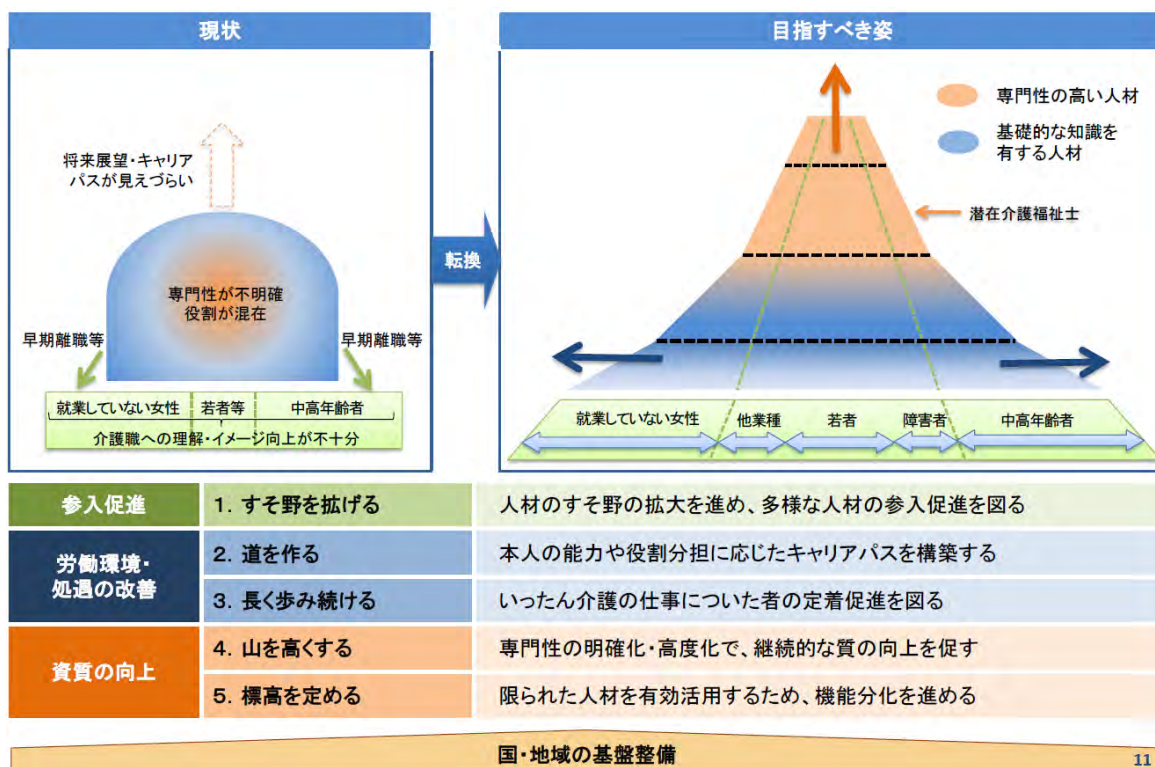 現状
将来展望・キャリア
パスが見えづらい
専門性が不明確
役割が混在
早期離職等
早期離職等
就業していない女性
若者等
中高年齢者
介護職への理解・イメージ向上が不十分
転換
目指すべき姿
専門性の高い人材
基礎的な知識を
有する人材
潜在介護福祉士
就業していない女性
他業種
若者
障害者
中高年齢者
参入促進
1. すそ野を拡げる
人材のすそ野の拡大を進め、多様な人材の参入促進を図る
労働環境・
処遇の改善
2. 道を作る
本人の能力や役割分担に応じたキャリアパスを構築する
3. 長く歩み続ける
いったん介護の仕事についた者の定着促進を図る
資質の向上
4. 山を高くする
専門性の明確化・高度化で、継続的な質の向上を促す
5. 標高を定める
限られた人材を有効活用するため、機能分化を進める
国・地域の基盤整備
11